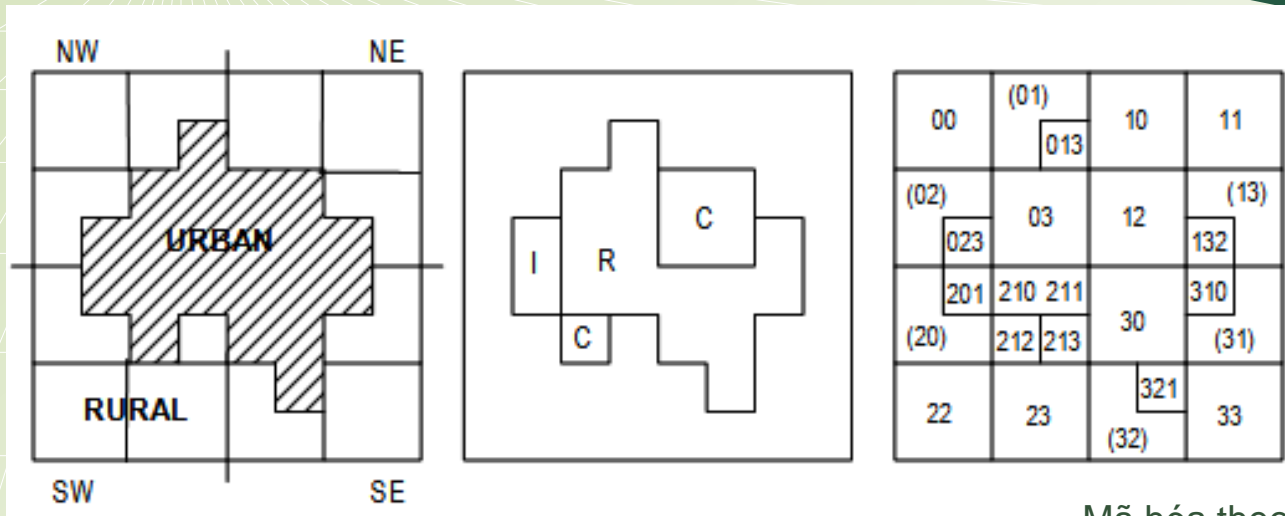 NW NE
URBAN
RURAL
SW SE
I R C
C
00 (01) 10 11
013
(02) 03 12 (13)
023 132
201 210 211 30 310
(20) 212 213 (31)
321
22 23 (32) 33
Mã hóa theo